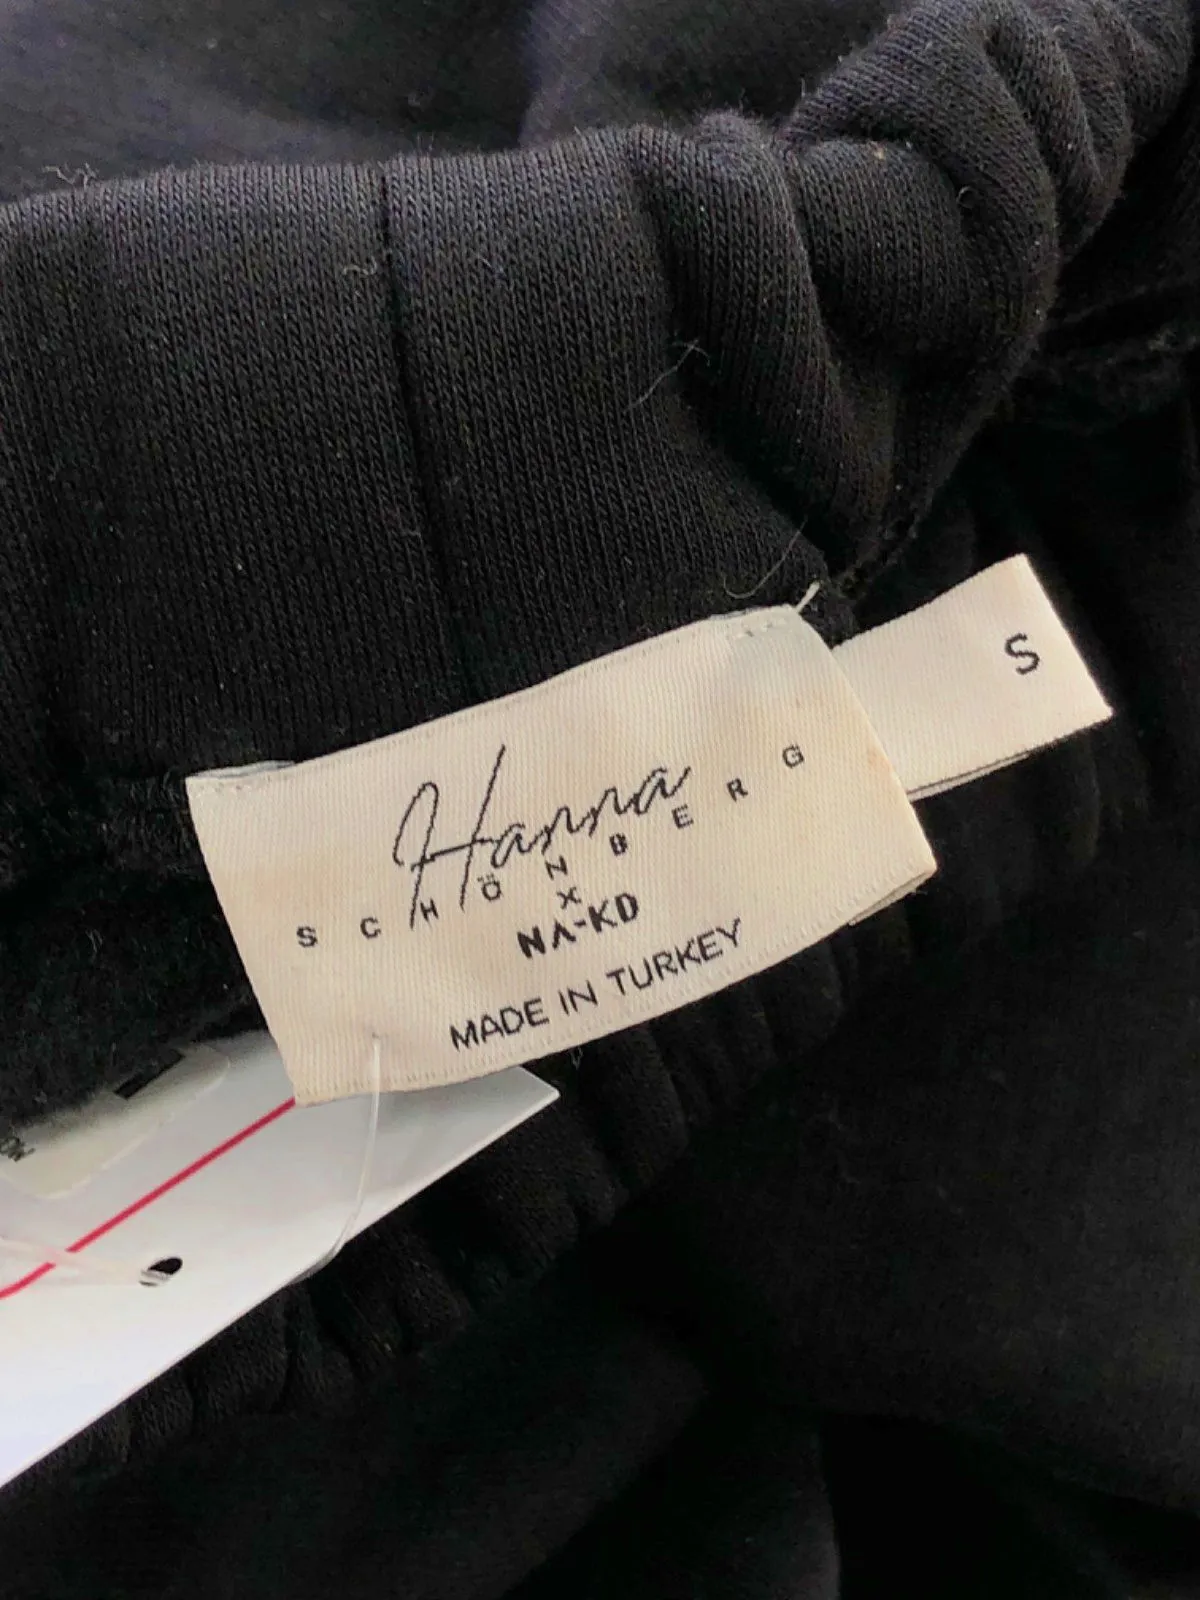 Hanna
SCHÖNBERG
X
NA-KD
MADE IN TURKEY
S